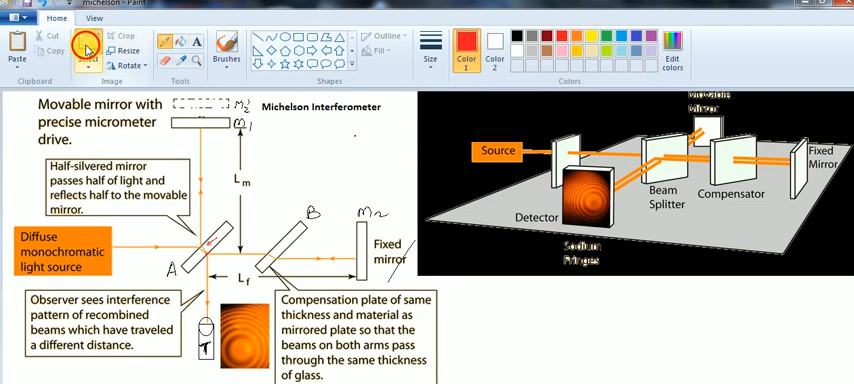 michelson - Paint
Home
View
Paste
Cut
Copy
Clipboard
Select
Crop
Resize
Rotate
Image
A
Tools
Brushes
Outline
Fill
Shapes
Size
Color
1
Color
2
Edit
colors
Colors
Movable mirror with
precise micrometer
drive.
M2'
M1
Michelson Interferometer
Half-silvered mirror
passes half of light and
reflects half to the movable
mirror.
Lm
B
M2
Diffuse
monochromatic
light source
A
Lf
Fixed
mirror
Observer sees interference
pattern of recombined
beams which have traveled
a different distance.
T
Compensation plate of same
thickness and material as
mirrored plate so that the
beams on both arms pass
through the same thickness
of glass.
Movable
Mirror
Source
Fixed
Mirror
Beam
Splitter
Compensator
Detector
Sodium
Fringes